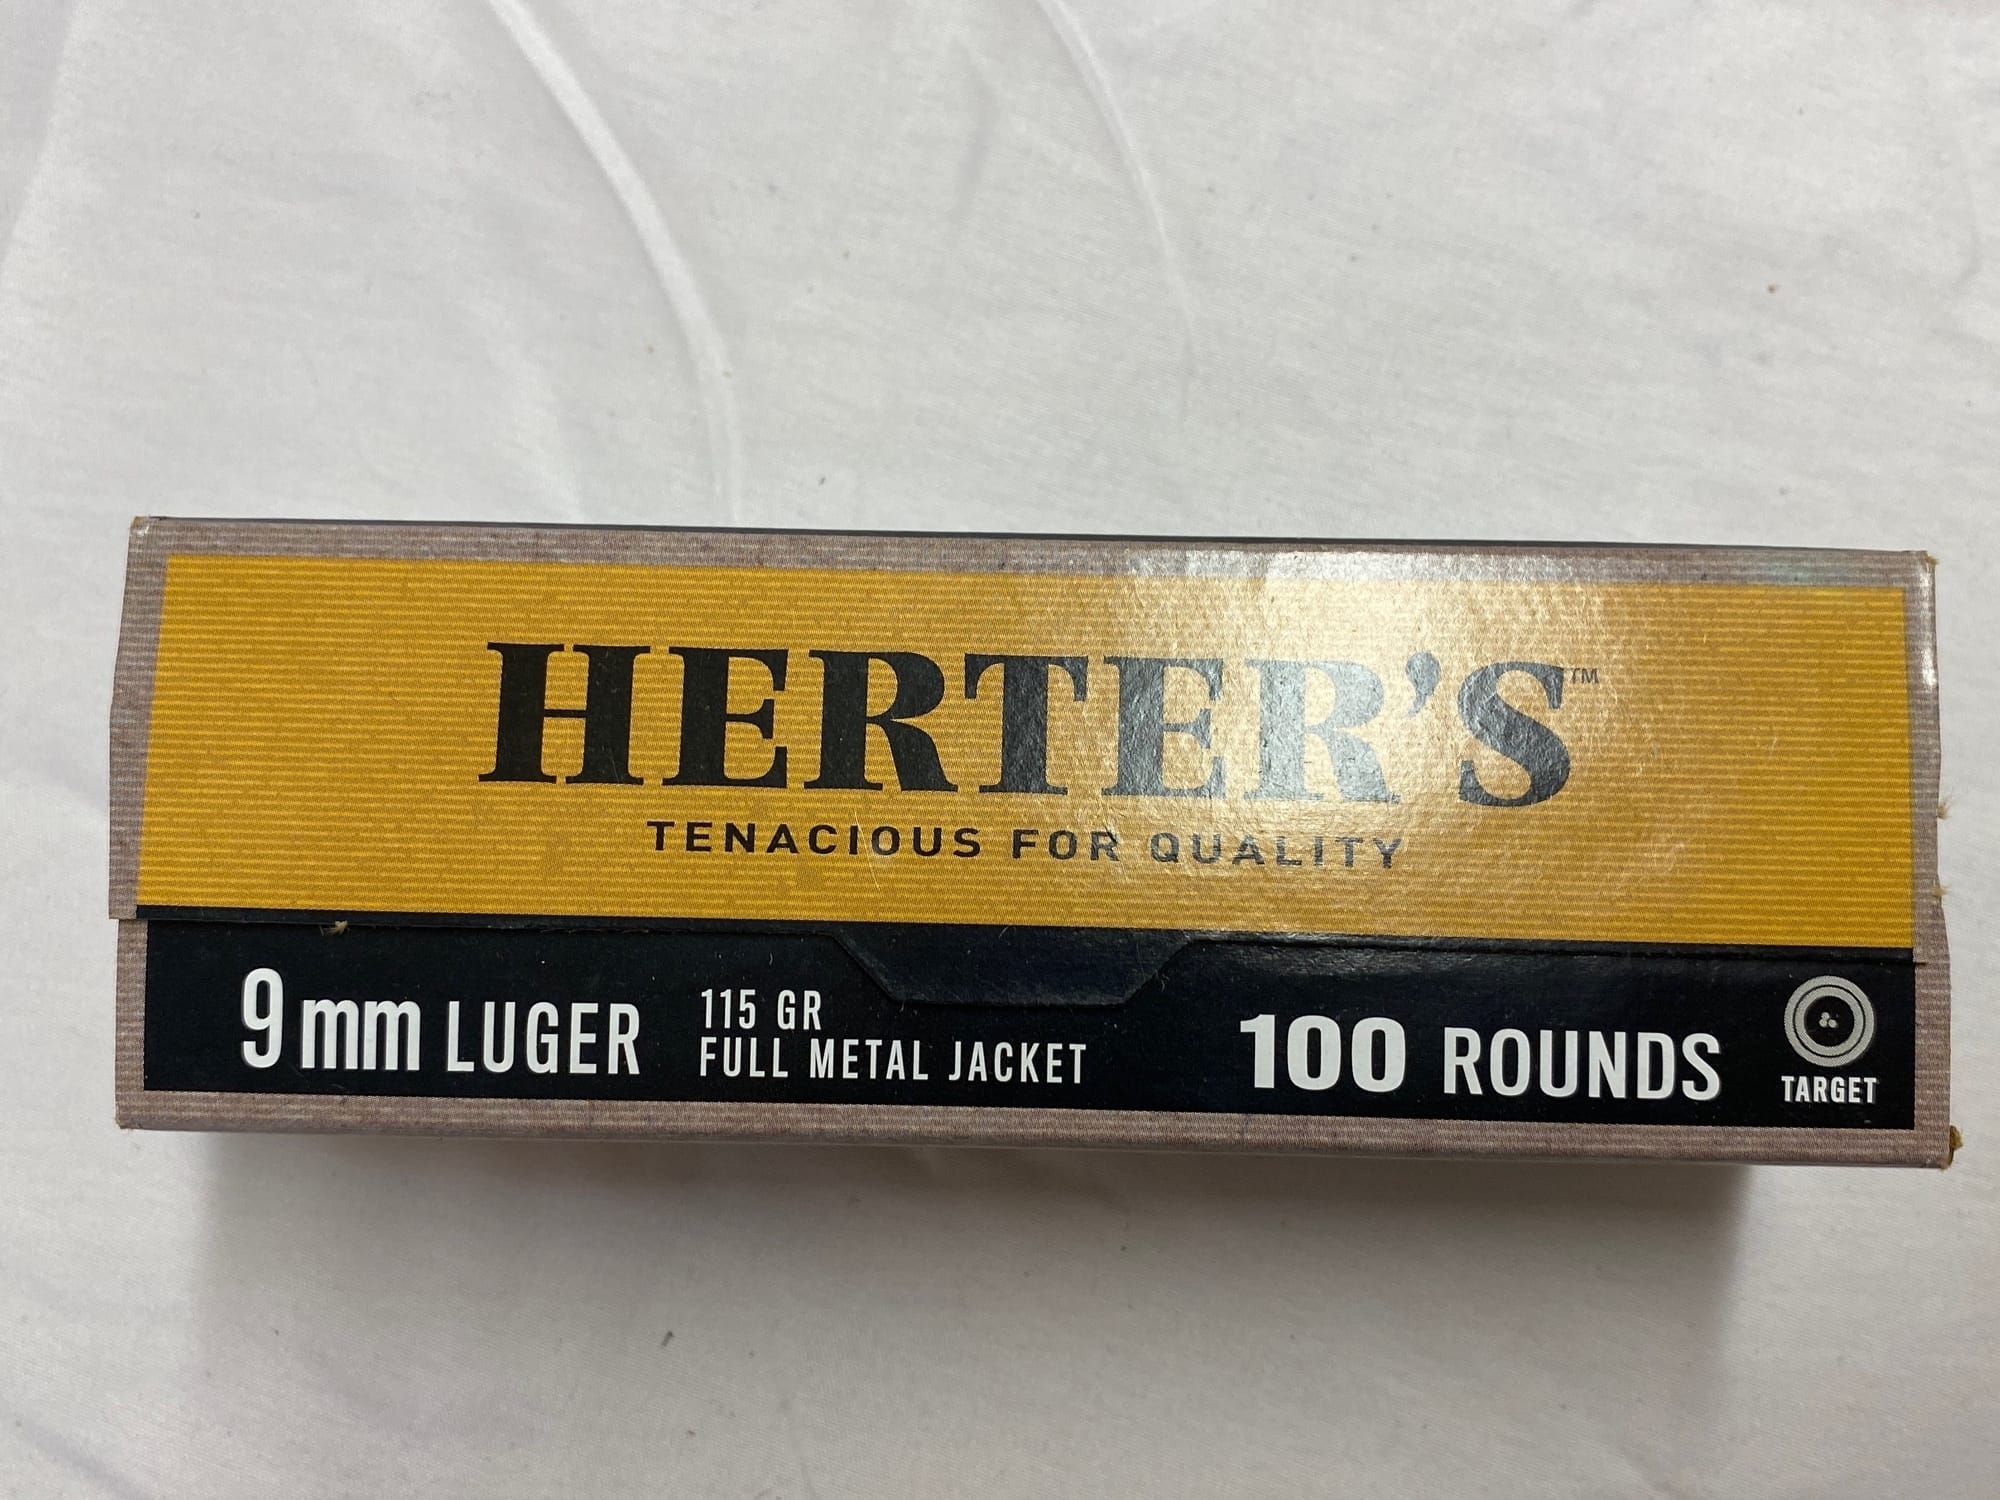 HERTER'S™
TENACIOUS FOR QUALITY
9mm LUGER
115 GR
FULL METAL JACKET
100 ROUNDS
TARGET